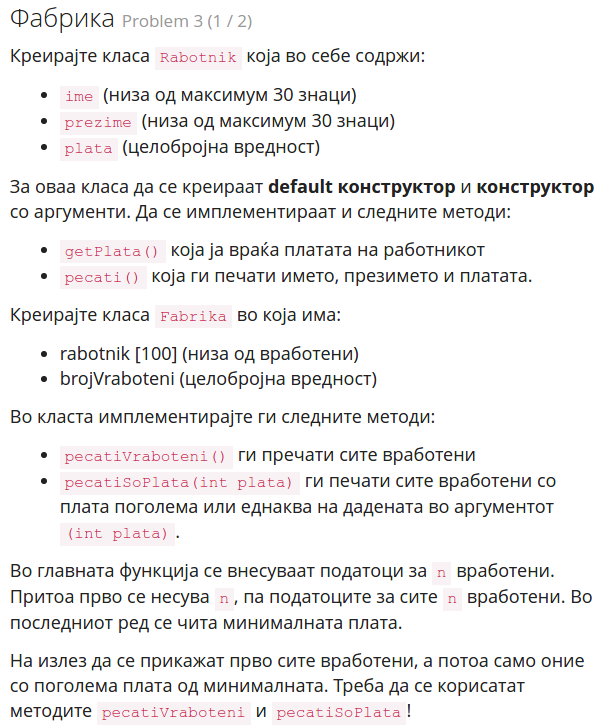 Фабрика Problem 3 (1 / 2)
Креирајте класа Rabotnik која во себе содржи:
• ime (низа од максимум 30 знаци)
• prezime (низа од максимум 30 знаци)
• plata (целобројна вредност)
За оваа класа да се креираат default конструктор и конструктор
со аргументи. Да се имплементираат и следните методи:
• getPlata() која ја враќа платата на работникот
• pecati() која ги печати името, презимето и платата.
Креирајте класа Fabrika во која има:
• rabotnik [100] (низа од вработени)
• brojVraboteni (целобројна вредност)
Во класта имплементирајте ги следните методи:
• pecatiVraboteni() ги пречати сите вработени
• pecatiSoPlata(int plata) ги печати сите вработени со
плата поголема или еднаква на дадената во аргументот
(int plata).
Во главната функција се внесуваат податоци за n вработени.
Притоа прво се несува n, па податоците за сите n вработени. Во
последниот ред се чита минималната плата.
На излез да се прикажат прво сите вработени, а потоа само оние
со поголема плата од минималната. Треба да се корисатат
методите pecatiVraboteni и pecatiSoPlata!